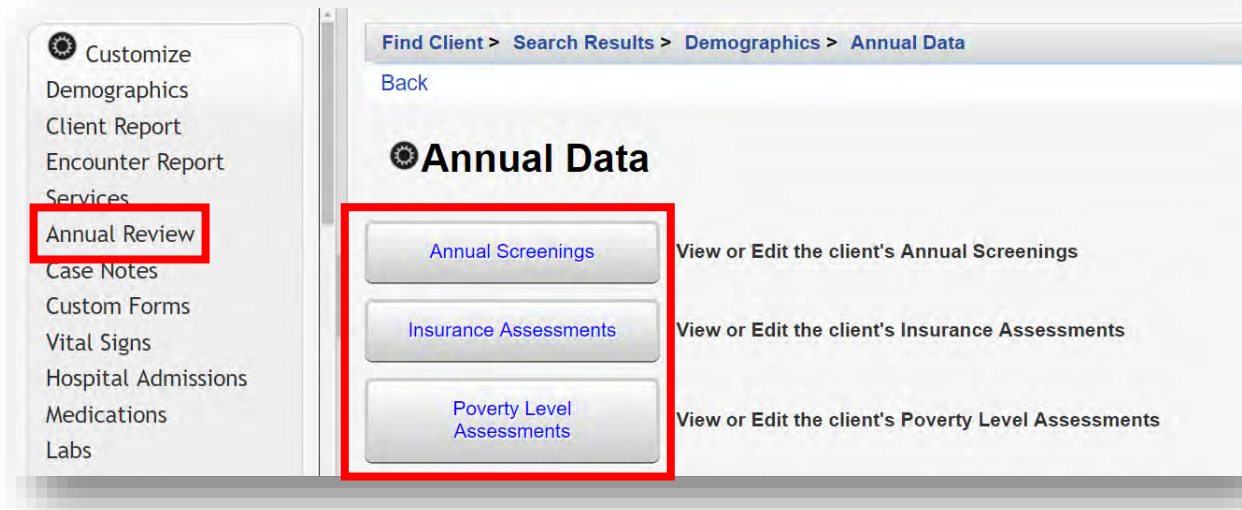 Customize
Demographics
Client Report
Encounter Report
Services
Annual Review
Case Notes
Custom Forms
Vital Signs
Hospital Admissions
Medications
Labs
Find Client > Search Results > Demographics > Annual Data
Back
Annual Data
Annual Screenings
View or Edit the client's Annual Screenings
Insurance Assessments
View or Edit the client's Insurance Assessments
Poverty Level
Assessments
View or Edit the client's Poverty Level Assessments